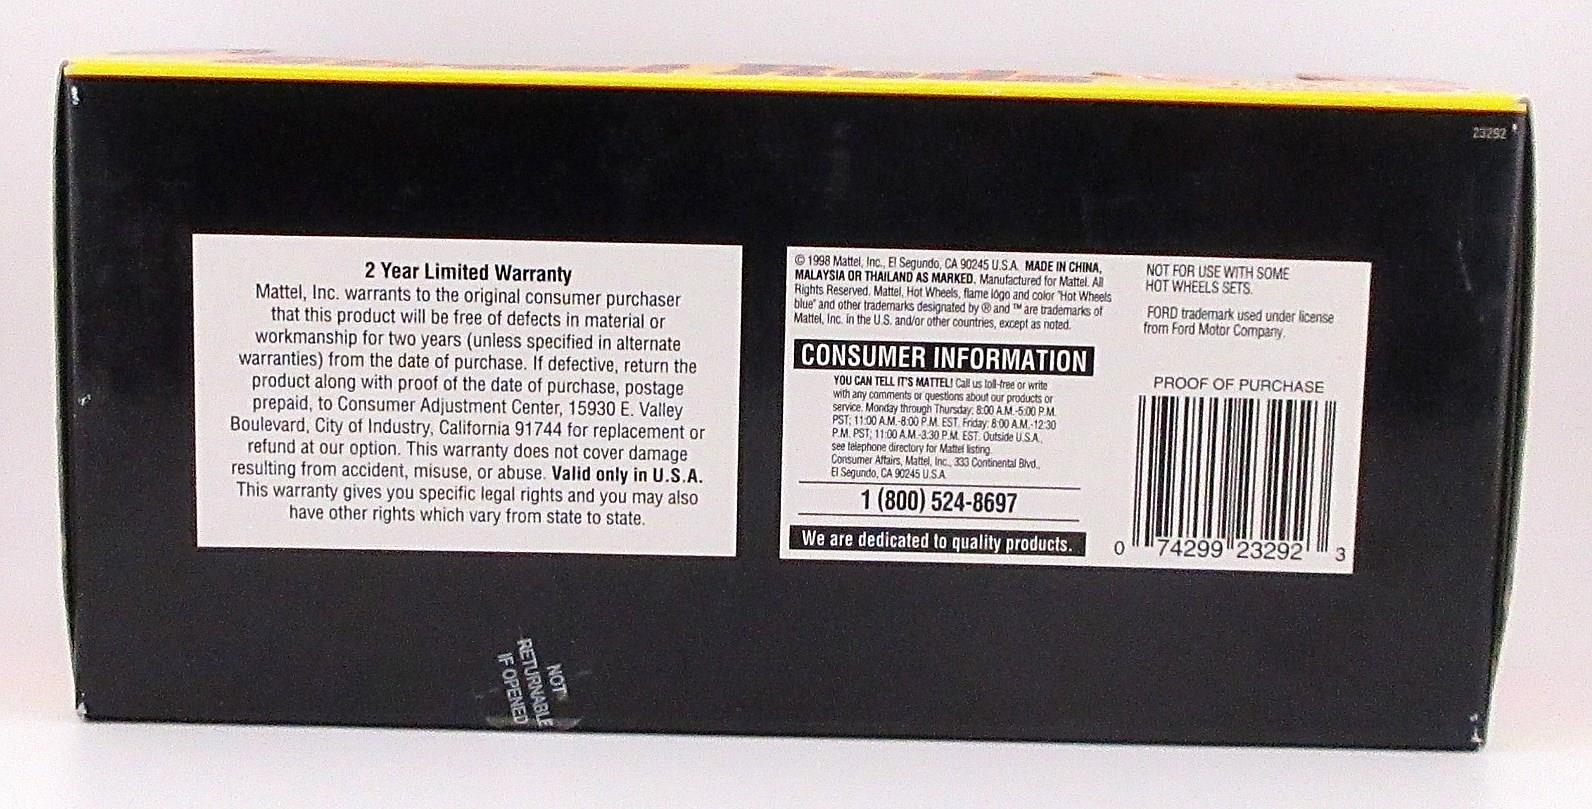 23292
2 Year Limited Warranty
Mattel, Inc. warrants to the original consumer purchaser
that this product will be free of defects in material or
workmanship for two years (unless specified in alternate
warranties) from the date of purchase. If defective, return the
product along with proof of the date of purchase, postage
prepaid, to Consumer Adjustment Center, 15930 E. Valley
Boulevard, City of Industry, California 91744 for replacement or
refund at our option. This warranty does not cover damage
resulting from accident, misuse, or abuse. Valid only in U.S.A.
This warranty gives you specific legal rights and you may also
have other rights which vary from state to state.
© 1998 Mattel, Inc., El Segundo, CA 90245 U.S.A. MADE IN CHINA,
MALAYSIA OR THAILAND AS MARKED. Manufactured for Mattel. All
Rights Reserved. Mattel, Hot Wheels, flame logo and color "Hot Wheels
blue" and other trademarks designated by ® and ™ are trademarks of
Mattel, Inc. in the U.S. and/or other countries, except as noted.
CONSUMER INFORMATION
YOU CAN TELL IT'S MATTEL! Call us toll-free or write
with any comments or questions about our products or
service. Monday through Thursday: 8:00 A.M.-5:00 P.M.
PST; 11:00 A.M.-8:00 P.M. EST. Friday: 8:00 A.M.-12:30
P.M. PST; 11:00 A.M.-3:30 P.M. EST. Outside U.S.A.,
see telephone directory for Mattel listing.
Consumer Affairs, Mattel, Inc., 333 Continental Blvd.,
El Segundo, CA 90245 U.S.A.
1 (800) 524-8697
We are dedicated to quality products.
NOT FOR USE WITH SOME
HOT WHEELS SETS.
FORD trademark used under license
from Ford Motor Company.
PROOF OF PURCHASE
0 74299 23292 3
NOT
RETURNABLE
IF OPENED